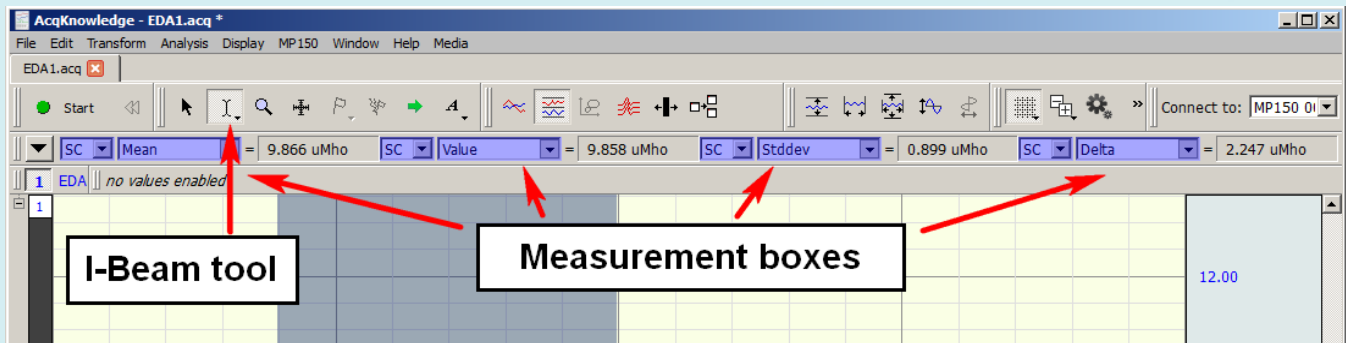 AcqKnowledge - EDA1.acq *
File Edit Transform Analysis Display MP150 Window Help Media
EDA1.acq
Start A » Connect to:
SC Mean = 9.866 uMho SC Value = 9.858 uMho SC Stddev = 0.899 uMho SC Delta = 2.247 uMho
1 EDA no values enabled
1
I-Beam tool
Measurement boxes
12.00